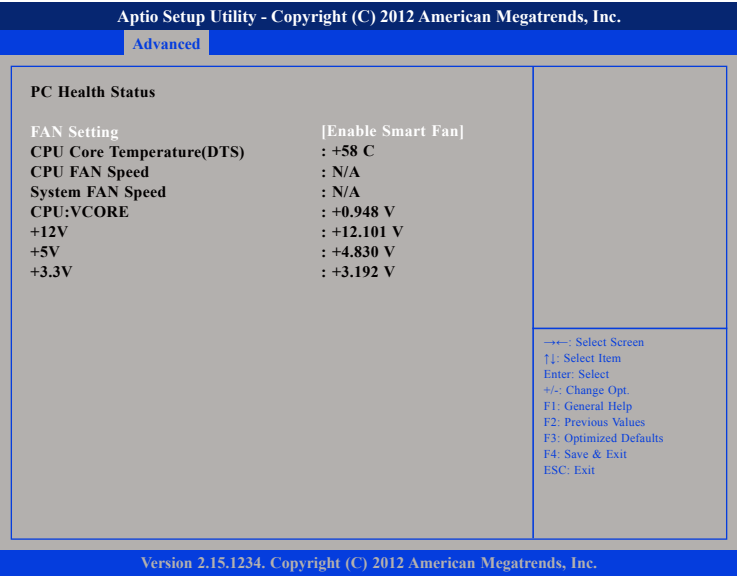 Aptio Setup Utility - Copyright (C) 2012 American Megatrends, Inc.
Advanced
PC Health Status
FAN Setting [Enable Smart Fan]
CPU Core Temperature(DTS) : +58 C
CPU FAN Speed : N/A
System FAN Speed : N/A
CPU:VCORE : +0.948 V
+12V : +12.101 V
+5V : +4.830 V
+3.3V : +3.192 V
→←: Select Screen
↑↓: Select Item
Enter: Select
+/-: Change Opt.
F1: General Help
F2: Previous Values
F3: Optimized Defaults
F4: Save & Exit
ESC: Exit
Version 2.15.1234. Copyright (C) 2012 American Megatrends, Inc.